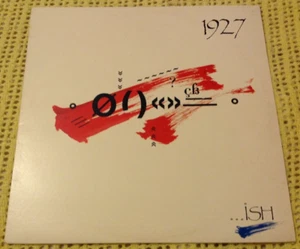 1927
?
ø ( ) « »
...iSH